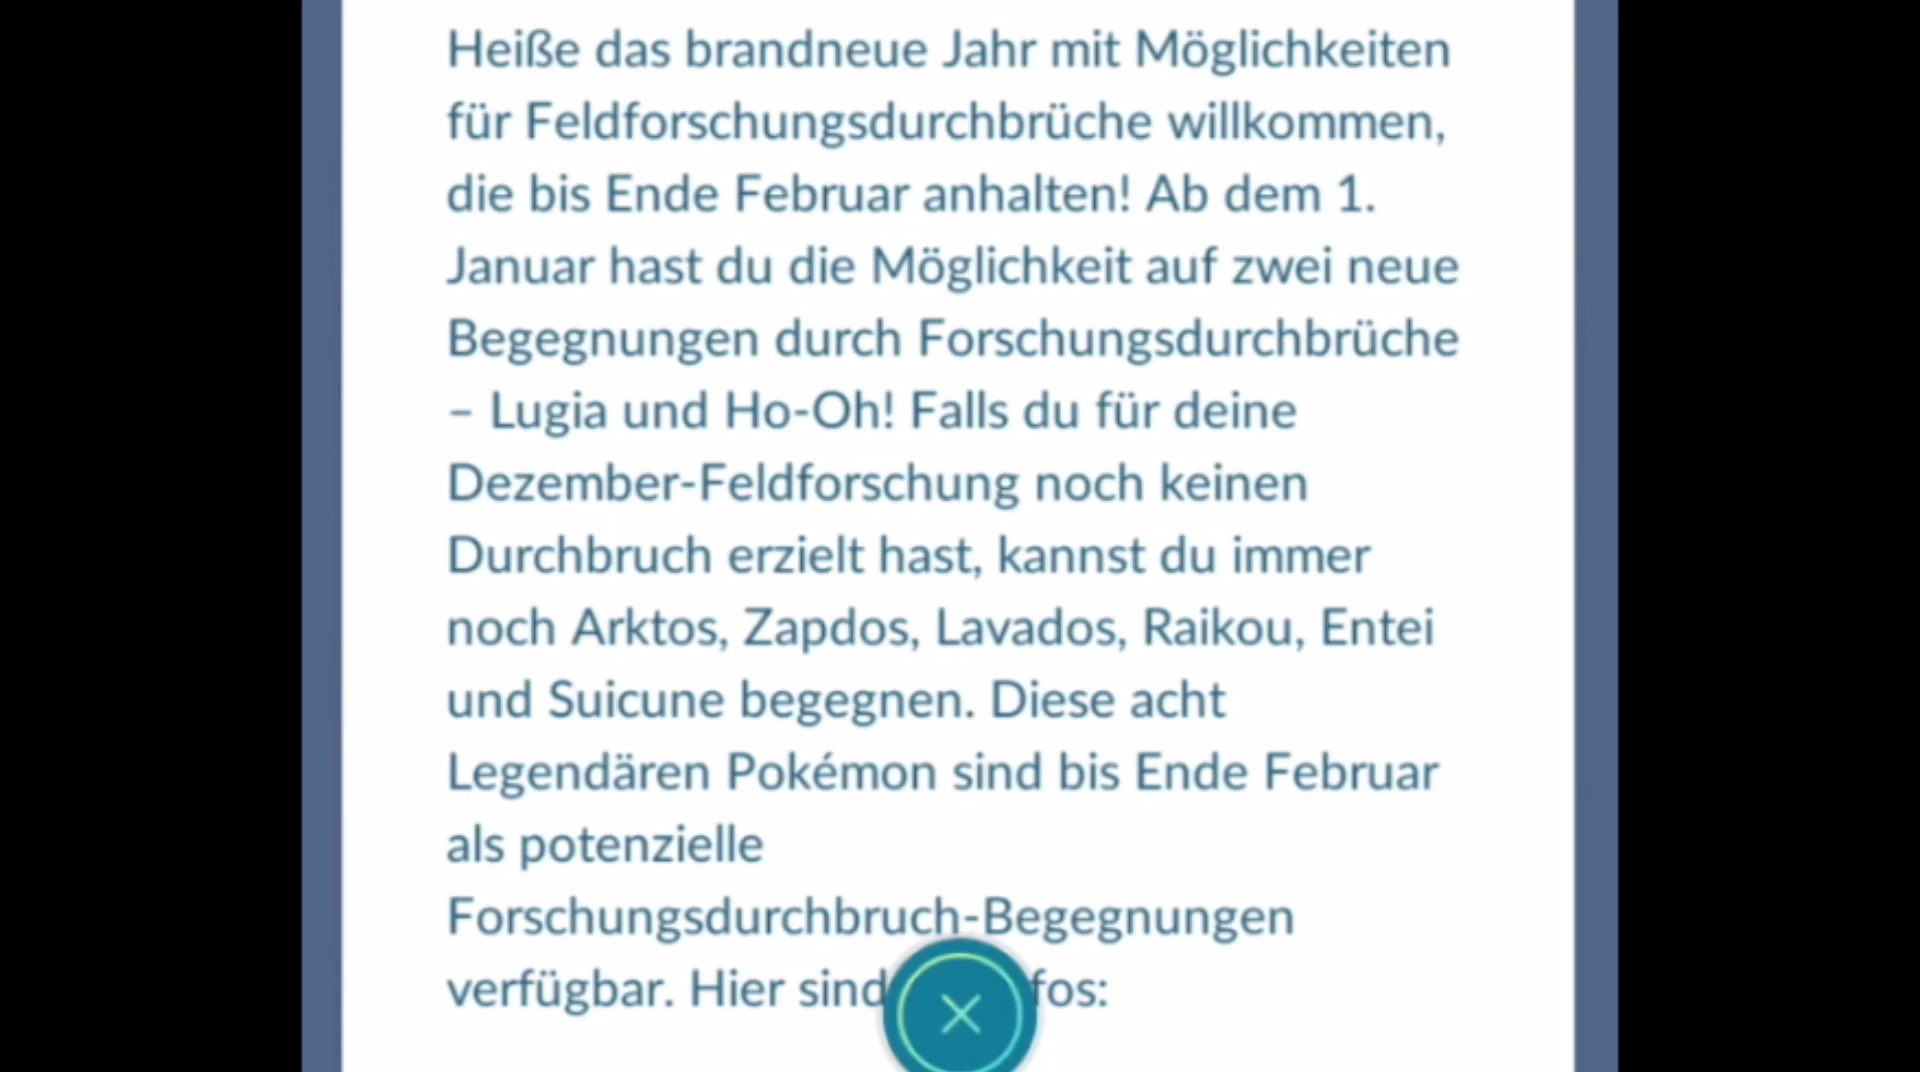 Heiße das brandneue Jahr mit Möglichkeiten
für Feldforschungsdurchbrüche willkommen,
die bis Ende Februar anhalten! Ab dem 1.
Januar hast du die Möglichkeit auf zwei neue
Begegnungen durch Forschungsdurchbrüche
– Lugia und Ho-Oh! Falls du für deine
Dezember-Feldforschung noch keinen
Durchbruch erzielt hast, kannst du immer
noch Arktos, Zapdos, Lavados, Raikou, Entei
und Suicune begegnen. Diese acht
Legendären Pokémon sind bis Ende Februar
als potenzielle
Forschungsdurchbruch-Begegnungen
verfügbar. Hier sind